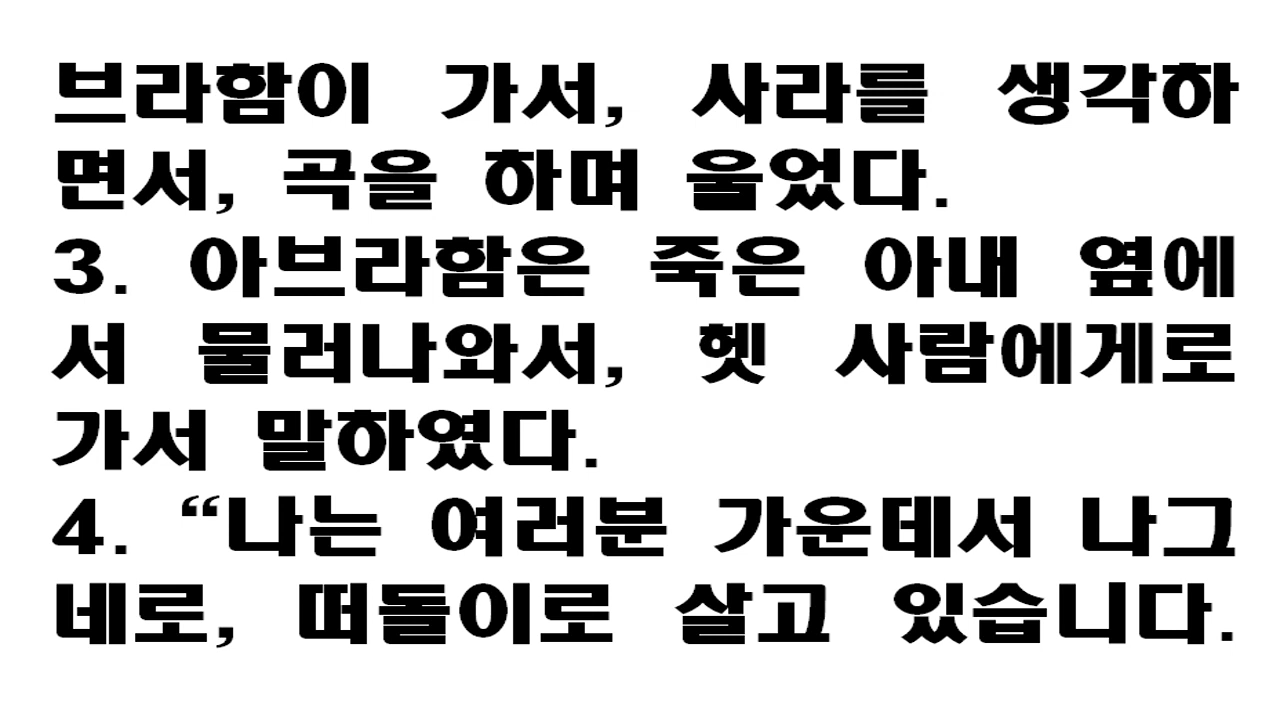 브라함이 가서, 사라를 생각하
면서, 곡을 하며 울었다.
3. 아브라함은 죽은 아내 옆에
서 물러나와서, 헷 사람에게로
가서 말하였다.
4. “나는 여러분 가운데서 나그
네로, 떠돌이로 살고 있습니다.